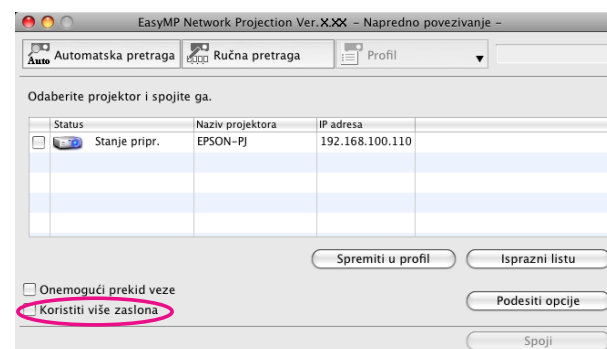 EasyMP Network Projection Ver.X.XX – Napredno povezivanje –
Auto Automatska pretraga Ručna pretraga Profil
Odaberite projektor i spojite ga.
Status Naziv projektora IP adresa
Stanje pripr. EPSON-PJ 192.168.100.110
Spremiti u profil Isprazni listu
Onemogući prekid veze
Podesiti opcije
Koristiti više zaslona
Spoji